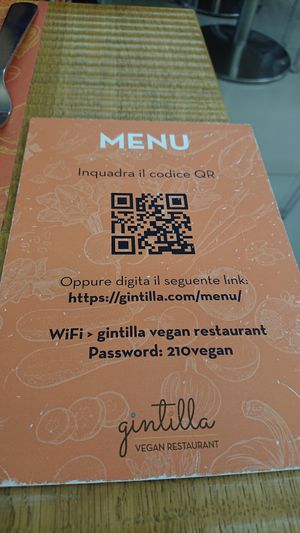 MENU
Inquadra il codice QR
Oppure digita il seguente link:
https://gintilla.com/menu/
WiFi > gintilla vegan restaurant
Password: 210vegan
gintilla
VEGAN RESTAURANT